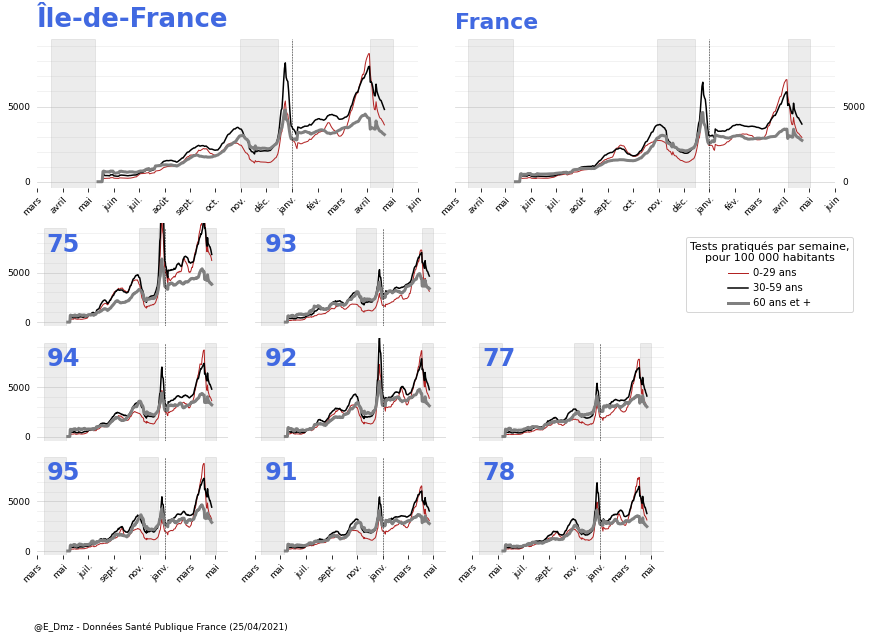 Île-de-France
France
5000
0
5000
0
mars avril mai juin juil. août sept. oct. nov. déc. janv. fév. mars avril mai juin
mars avril mai juin juil. août sept. oct. nov. déc. janv. fév. mars avril mai juin
75
93
5000
0
Tests pratiqués par semaine,
pour 100 000 habitants
0-29 ans
30-59 ans
60 ans et +
94
92
77
5000
0
95
91
78
5000
0
mars mai juil. sept. nov. janv. mars mai
mars mai juil. sept. nov. janv. mars mai
mars mai juil. sept. nov. janv. mars mai
@E_Dmz - Données Santé Publique France (25/04/2021)